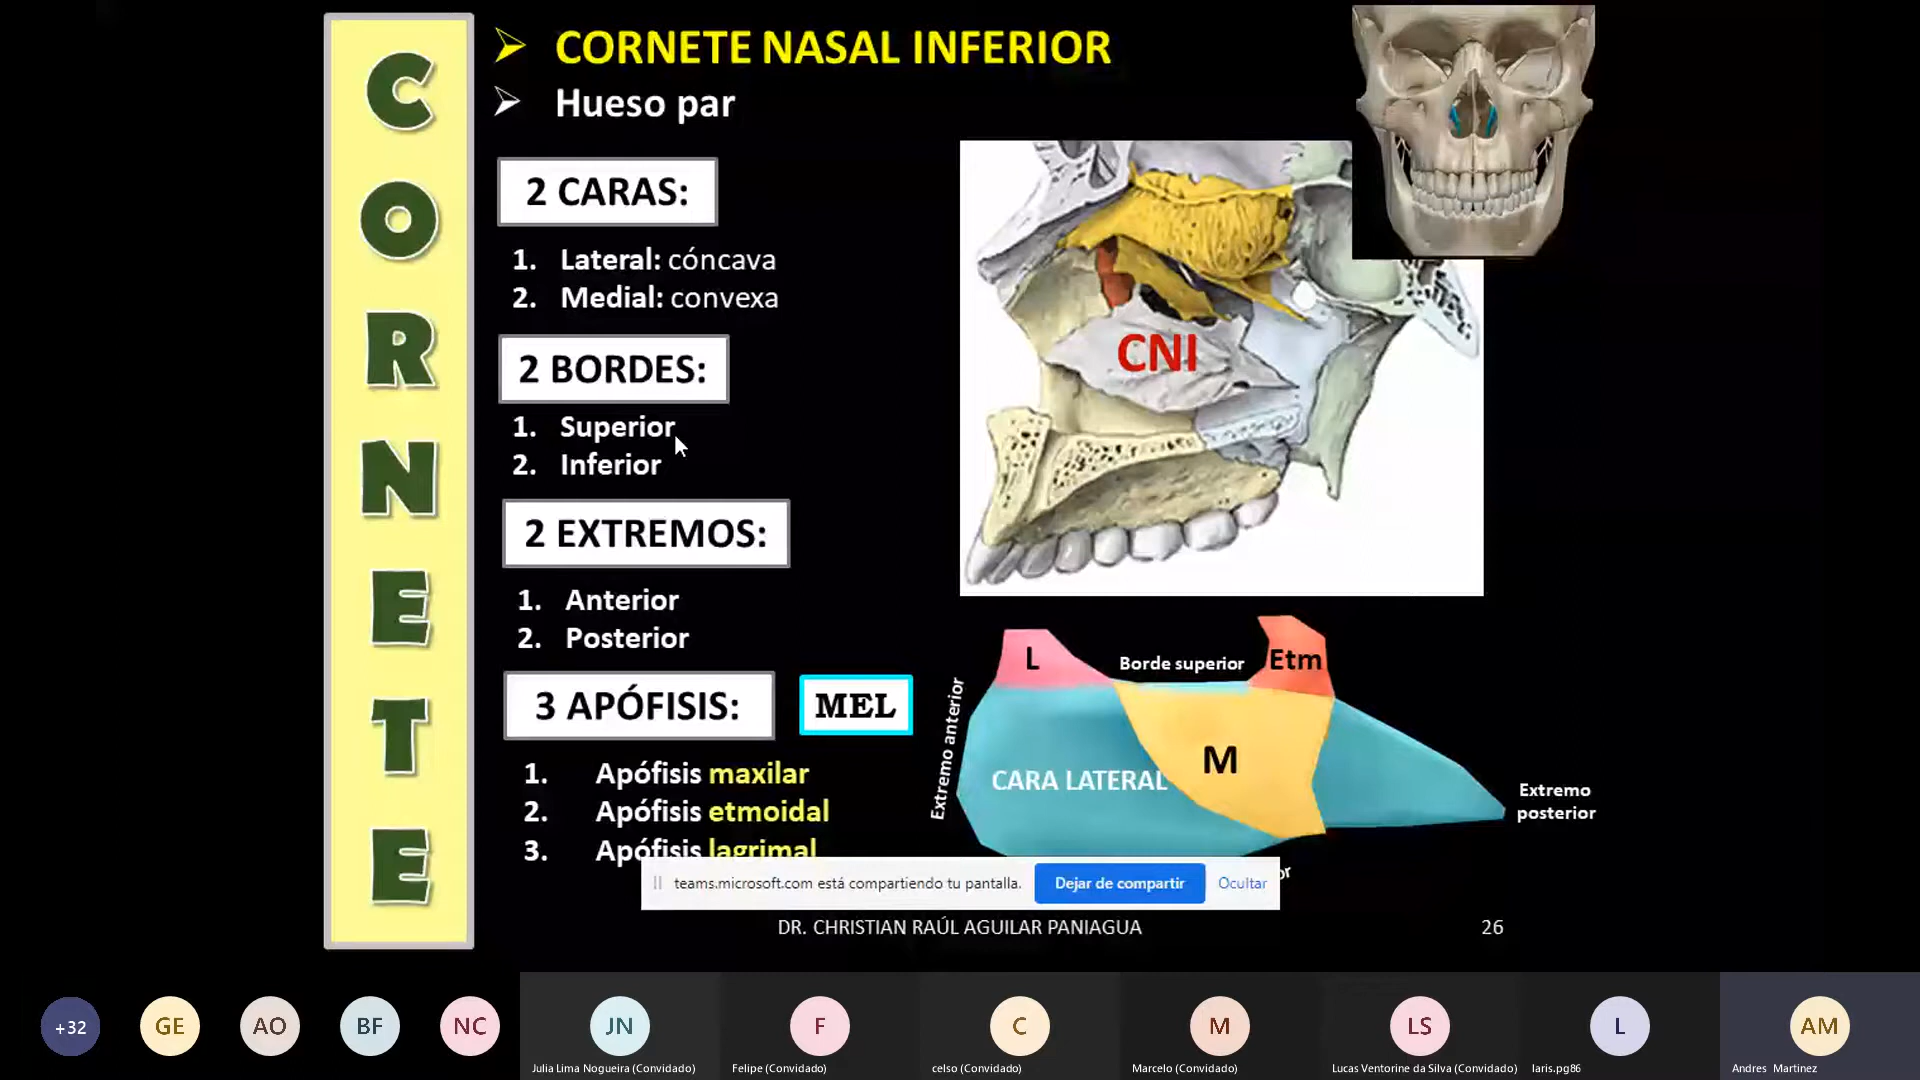 CORNETE
CORNETE NASAL INFERIOR
Hueso par
2 CARAS:
1. Lateral: cóncava
2. Medial: convexa
2 BORDES:
1. Superior
2. Inferior
2 EXTREMOS:
1. Anterior
2. Posterior
3 APÓFISIS:
MEL
1. Apófisis maxilar
2. Apófisis etmoidal
3. Apófisis lagrimal
CNI
L
Borde superior
Etm
Extremo anterior
CARA LATERAL
M
Extremo
posterior
or
teams.microsoft.com está compartiendo tu pantalla.
Dejar de compartir
Ocultar
DR. CHRISTIAN RAÚL AGUILAR PANIAGUA
26
+32
GE
AO
BF
NC
JN
F
C
M
LS
L
AM
Julia Lima Nogueira (Convidado)
Felipe (Convidado)
celso (Convidado)
Marcelo (Convidado)
Lucas Ventorine da Silva (Convidado)
laris.pg86
Andres Martinez